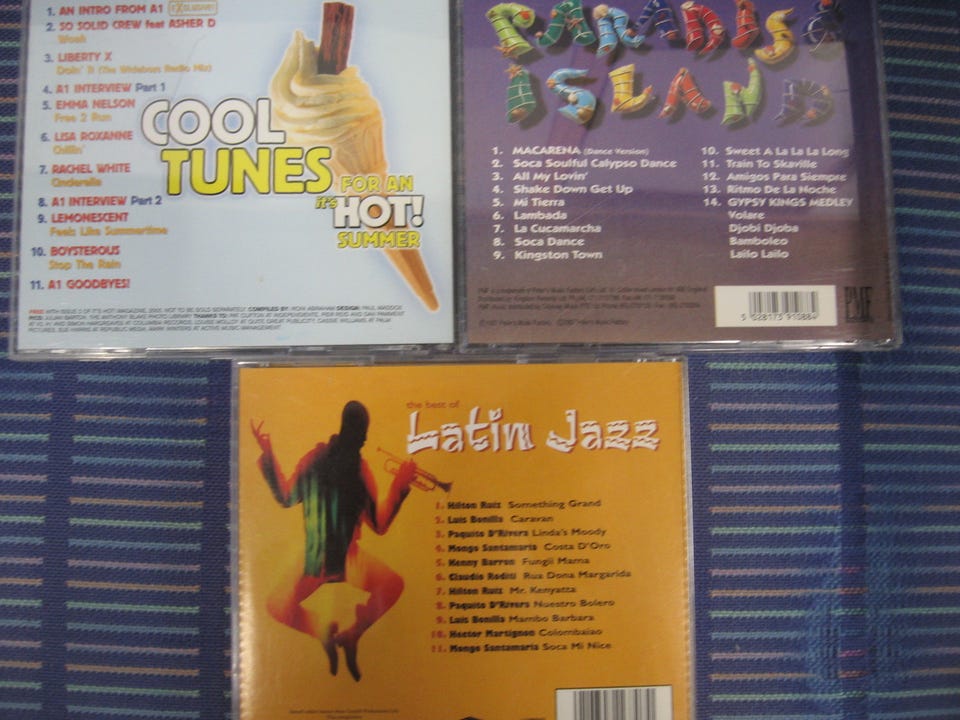 1. AN INTRO FROM A1 EXCLUSIVE!
2. SO SOLID CREW feat ASHER D
Woah
3. LIBERTY X
Doin' It (The Wideboys Radio Mix)
4. A1 INTERVIEW Part 1
5. EMMA NELSON
Free 2 Run
6. LISA ROXANNE
Chillin'
7. RACHEL WHITE
Cinderella
8. A1 INTERVIEW Part 2
9. LEMONESCENT
Feels Like Summertime
10. BOYSTEROUS
Stop The Rain
11. A1 GOODBYES!
COOL
TUNES
FOR AN
it's HOT!
SUMMER
PARADISE
ISLAND
1. MACARENA (Dance Version)
2. Soca Soulful Calypso Dance
3. All My Lovin'
4. Shake Down Get Up
5. Mi Tierra
6. Lambada
7. La Cucamarcha
8. Soca Dance
9. Kingston Town
10. Sweet A La La La Long
11. Train To Skaville
12. Amigos Para Siempre
13. Ritmo De La Noche
14. GYPSY KINGS MEDLEY
Volare
Djobi Djoba
Bamboleo
Lailo Lailo
5 028173 910884
PMF
the best of
Latin Jazz
1. Hilton Ruiz Something Grand
2. Luis Bonilla Caravan
3. Paquito D'Rivera Linda's Moody
4. Mongo Santamaria Costa D'Oro
5. Kenny Barron Fungii Mama
6. Claudio Roditi Rua Dona Margarida
7. Hilton Ruiz Mr. Kenyatta
8. Paquito D'Rivera Nuestro Bolero
9. Luis Bonilla Mambo Barbara
10. Hector Martignon Colombaiao
11. Mongo Santamaria Soca Mi Nice